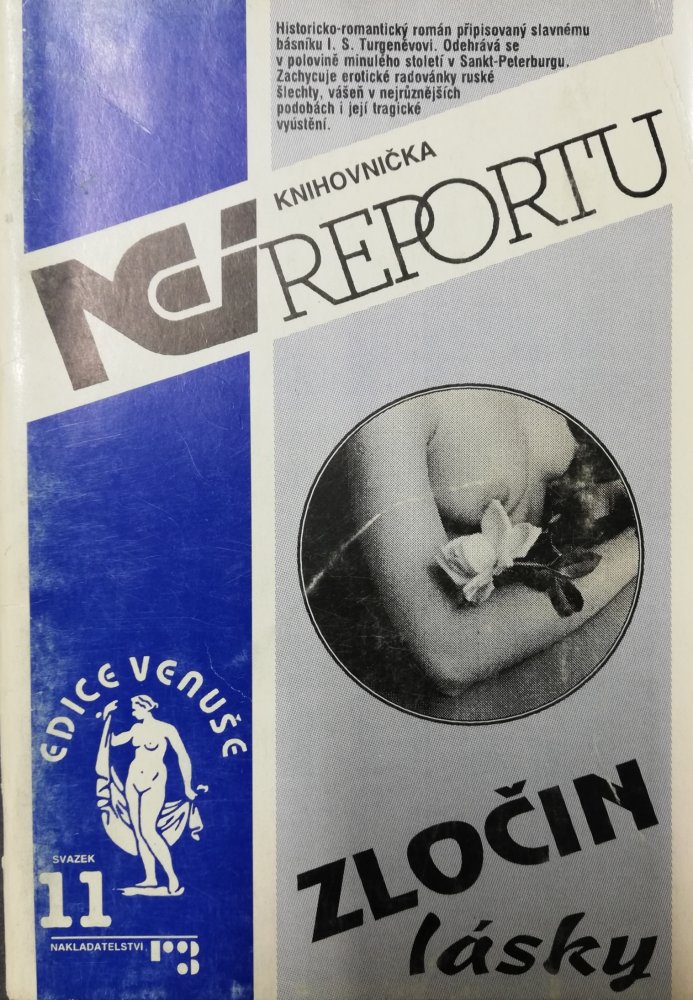 Historicko-romantický román připisovaný slavnému
básníku I. S. Turgeněvovi. Odehrává se
v polovině minulého století v Sankt-Peterburgu.
Zachycuje erotické radovánky ruské
šlechty, vášeň v nejrůznějších
podobách i její tragické
vyústění.
KNIHOVNIČKA
NEI REPORTU
EDICE VENUŠE
SVAZEK
11
NAKLADATELSTVÍ
ZLOČIN
lásky